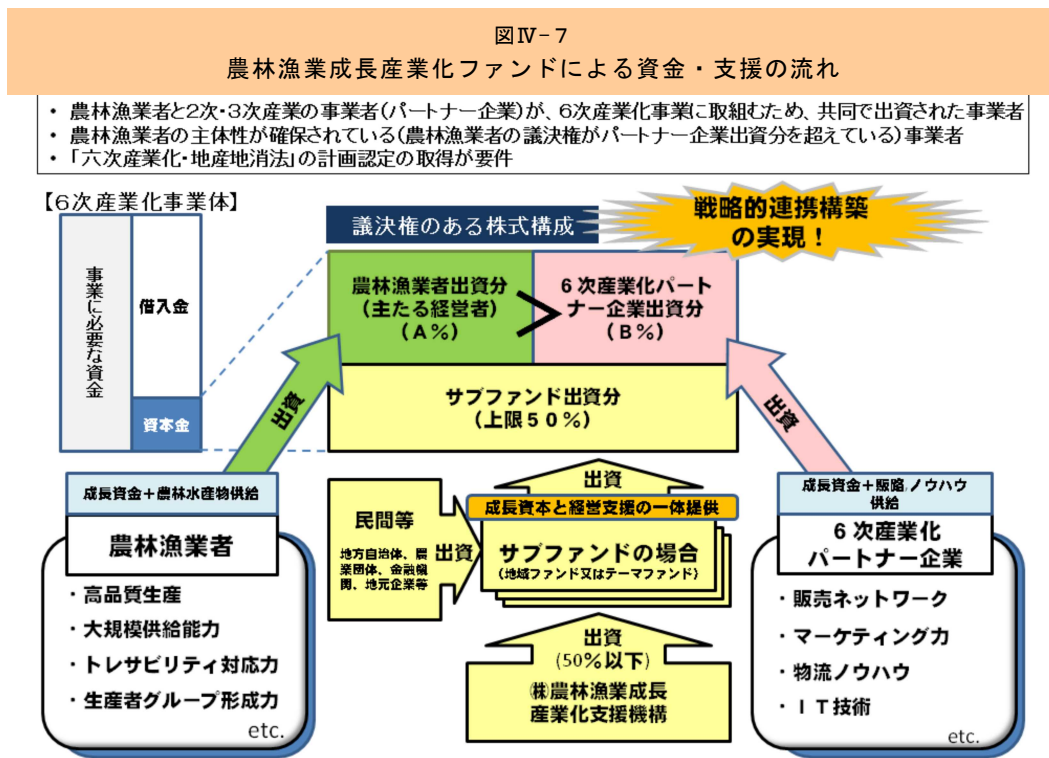 図Ⅳ-7
農林漁業成長産業化ファンドによる資金・支援の流れ
・ 農林漁業者と2次・3次産業の事業者(パートナー企業)が、6次産業化事業に取組むため、共同で出資された事業者
・ 農林漁業者の主体性が確保されている(農林漁業者の議決権がパートナー企業出資分を超えている)事業者
・ 「六次産業化・地産地消法」の計画認定の取得が要件
【6次産業化事業体】
事業に必要な資金
借入金
資本金
議決権のある株式構成
戦略的連携構築
の実現！
農林漁業者出資分
(主たる経営者)
(A%)
>
6次産業化パート
ナー企業出資分
(B%)
サブファンド出資分
(上限50%)
出資
出資
成長資金+農林水産物供給
農林漁業者
・高品質生産
・大規模供給能力
・トレサビリティ対応力
・生産者グループ形成力
etc.
民間等
地方自治体、農
業団体、金融機
関、地元企業等
出資
出資
成長資本と経営支援の一体提供
サブファンドの場合
(地域ファンド又はテーマファンド)
出資
(50%以下)
㈱農林漁業成長
産業化支援機構
成長資金+販路,ノウハウ
供給
6次産業化
パートナー企業
・販売ネットワーク
・マーケティング力
・物流ノウハウ
・IT技術
etc.